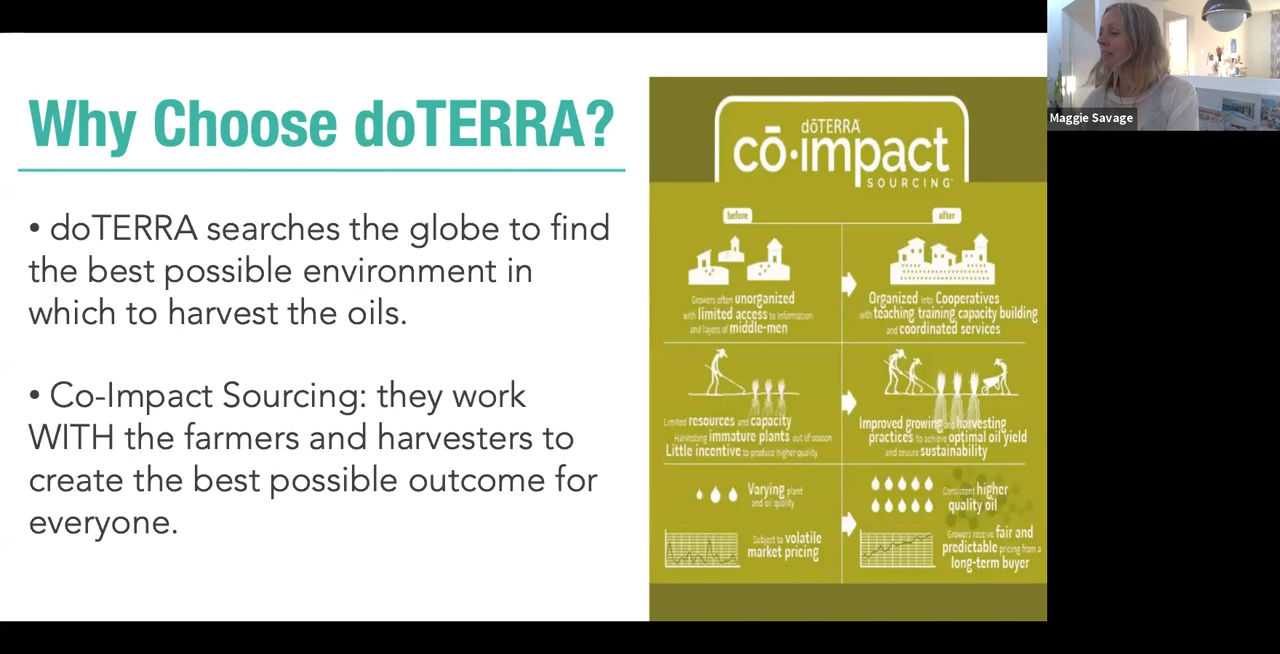 Why Choose doTERRA?
• doTERRA searches the globe to find
the best possible environment in
which to harvest the oils.
• Co-Impact Sourcing: they work
WITH the farmers and harvesters to
create the best possible outcome for
everyone.
dōTERRA
cō·impact
SOURCING™
before
after
Growers often unorganized
with limited access to information
and layers of middle-men
Organized into Cooperatives
with teaching training capacity building
and coordinated services
Limited resources and capacity
Harvesting immature plants out of season
Little incentive to produce higher quality
Improved growing and harvesting
practices to achieve optimal oil yield
and ensure sustainability
Varying plant
and oil quality
Consistent higher
quality oil
Subject to volatile
market pricing
Growers receive fair and
predictable pricing from a
long-term buyer
Maggie Savage